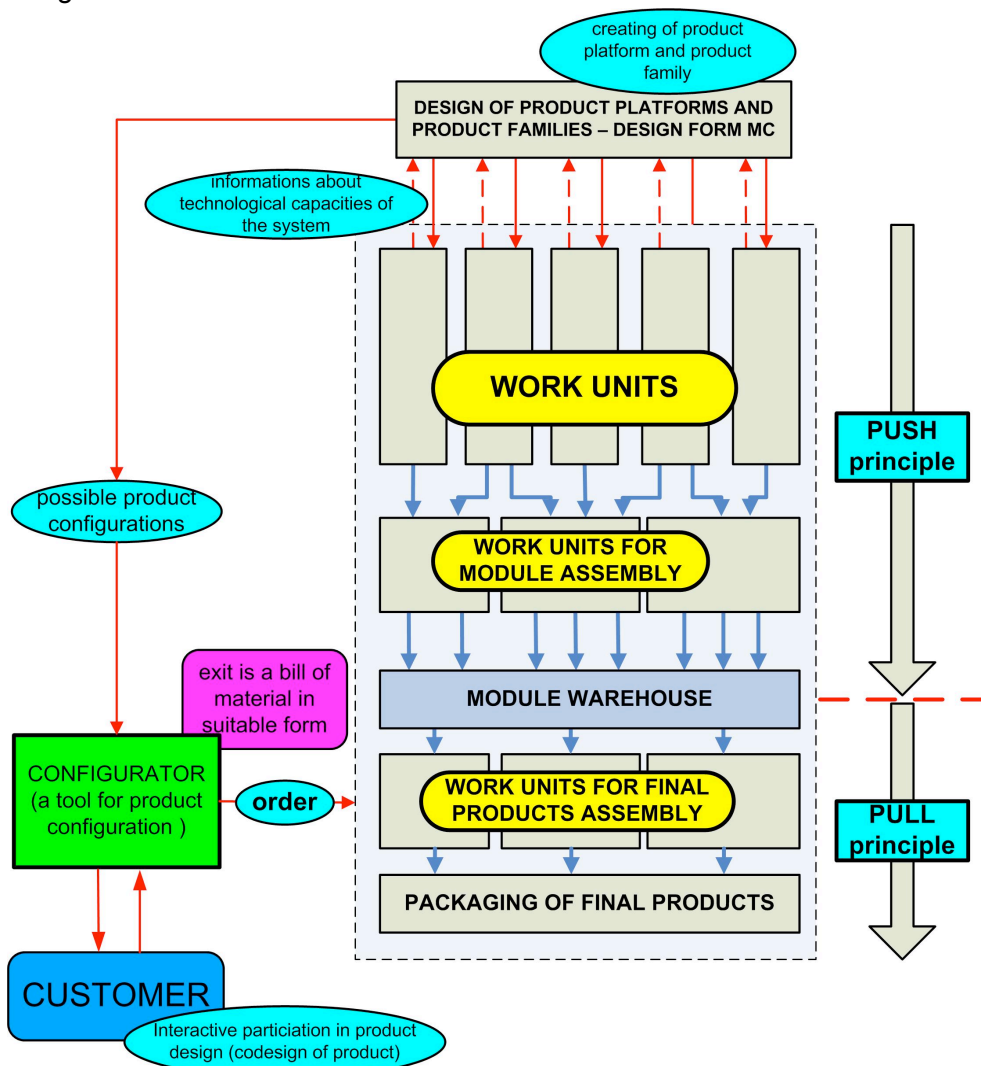 creating of product
platform and product
family
DESIGN OF PRODUCT PLATFORMS AND
PRODUCT FAMILIES – DESIGN FORM MC
informations about
technological capacities of
the system
WORK UNITS
PUSH
principle
possible product
configurations
WORK UNITS FOR
MODULE ASSEMBLY
exit is a bill of
material in
suitable form
MODULE WAREHOUSE
CONFIGURATOR
(a tool for product
configuration )
order
WORK UNITS FOR FINAL
PRODUCTS ASSEMBLY
PULL
principle
PACKAGING OF FINAL PRODUCTS
CUSTOMER
Interactive particiation in product
design (codesign of product)